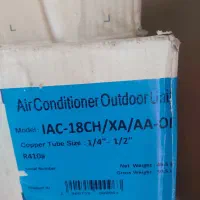 Air Conditioner Outdoor Unit
Model: IAC-18CH/XA/AA-O
Copper Tube Size : 1/4" - 1/2"
R410a
Net Weight
Gross Weight